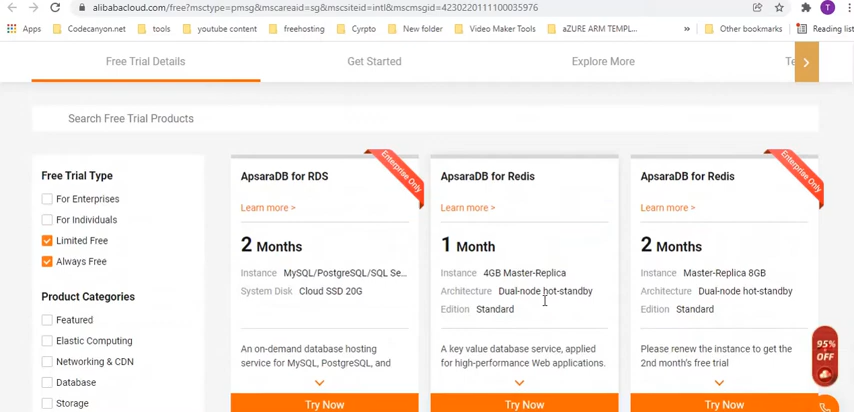 alibabacloud.com/free?msctype=pmsg&mscareaid=sg&mscsiteid=intl&mscmsgid=4230220111100035976
T
Apps Codecanyon.net tools youtube content freehosting Cyrpto New folder Video Maker Tools aZURE ARM TEMPL... » Other bookmarks Reading list
Free Trial Details Get Started Explore More Te
Search Free Trial Products
Free Trial Type
For Enterprises
For Individuals
Limited Free
Always Free
Product Categories
Featured
Elastic Computing
Networking & CDN
Database
Storage
Enterprise Only
ApsaraDB for RDS
Learn more >
2 Months
Instance MySQL/PostgreSQL/SQL Se...
System Disk Cloud SSD 20G
An on-demand database hosting
service for MySQL, PostgreSQL, and
Try Now
ApsaraDB for Redis
Learn more >
1 Month
Instance 4GB Master-Replica
Architecture Dual-node hot-standby
Edition Standard
A key value database service, applied
for high-performance Web applications.
Try Now
Enterprise Only
ApsaraDB for Redis
Learn more >
2 Months
Instance Master-Replica 8GB
Architecture Dual-node hot-standby
Edition Standard
Please renew the instance to get the
2nd month's free trial
Try Now
95%
OFF